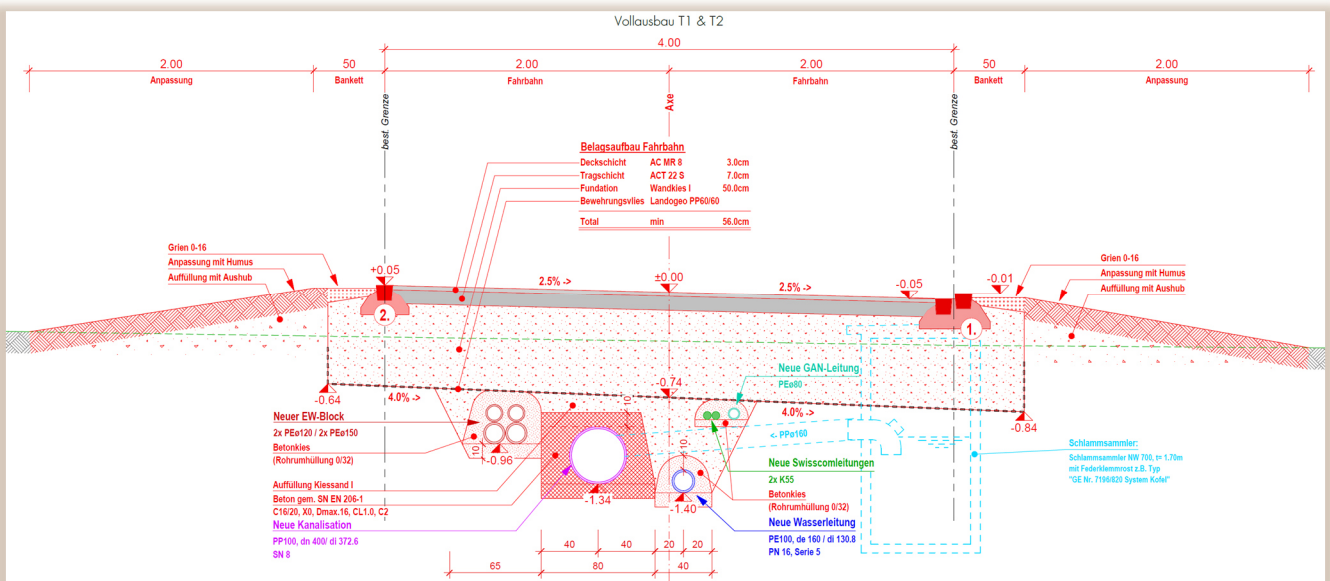 Vollausbau T1 & T2
4.00
2.00 50 2.00 2.00 50 2.00
Anpassung Bankett Fahrbahn Fahrbahn Bankett Anpassung
best. Grenze
Axe
best. Grenze
Belagsaufbau Fahrbahn
Deckschicht AC MR 8 3.0cm
Tragschicht ACT 22 S 7.0cm
Fundation Wandkies I 50.0cm
Bewehrungsvlies Landogeo PP60/60
Total min 56.0cm
Grien 0-16
Anpassung mit Humus
Auffüllung mit Aushub
+0.05
2.5% ->
±0.00
2.5% ->
-0.05
-0.01
Grien 0-16
Anpassung mit Humus
Auffüllung mit Aushub
2.
1.
-0.64
4.0% ->
-0.74
4.0% ->
-0.84
Neue GAN-Leitung
PEø80
10
Neuer EW-Block
2x PEø120 / 2x PEø150
Betonkies
(Rohrumhüllung 0/32)
10
-0.96
10
<- PPø160
Schlammsammler:
Schlammsammler NW 700, t= 1.70m
mit Federklemmrost z.B. Typ
"GE Nr. 7195/820 System Kofel"
Neue Swisscomleitungen
2x K55
Betonkies
(Rohrumhüllung 0/32)
Auffüllung Kiessand I
Beton gem. SN EN 206-1
C16/20, X0, Dmax.16, CL1.0, C2
-1.34
-1.40
Neue Kanalisation
PP100, dn 400/ di 372.6
SN 8
Neue Wasserleitung
PE100, de 160 / di 130.8
PN 16, Serie 5
40 40 20 20
65 80 40